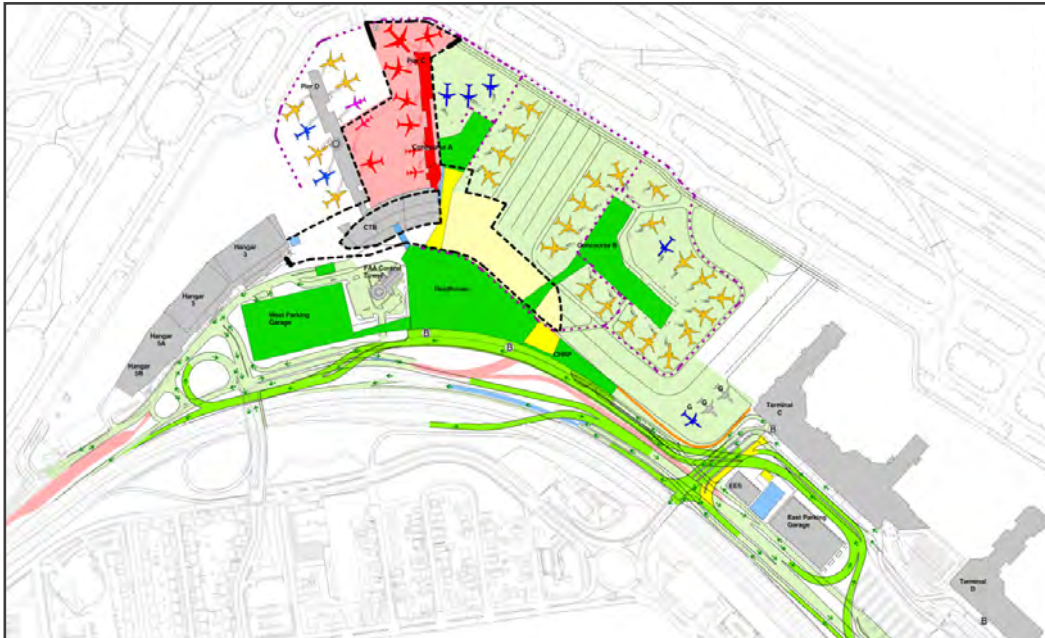 Pier C
Pier D
Concourse A
CTB
Hangar
3
FAA Control
Tower
Headhouse
Concourse B
Hangar
5
West Parking
Garage
B
B
CHRP
Hangar
5A
Hangar
5B
G
G
G
Terminal
C
B
EES
East Parking
Garage
Terminal
D
B